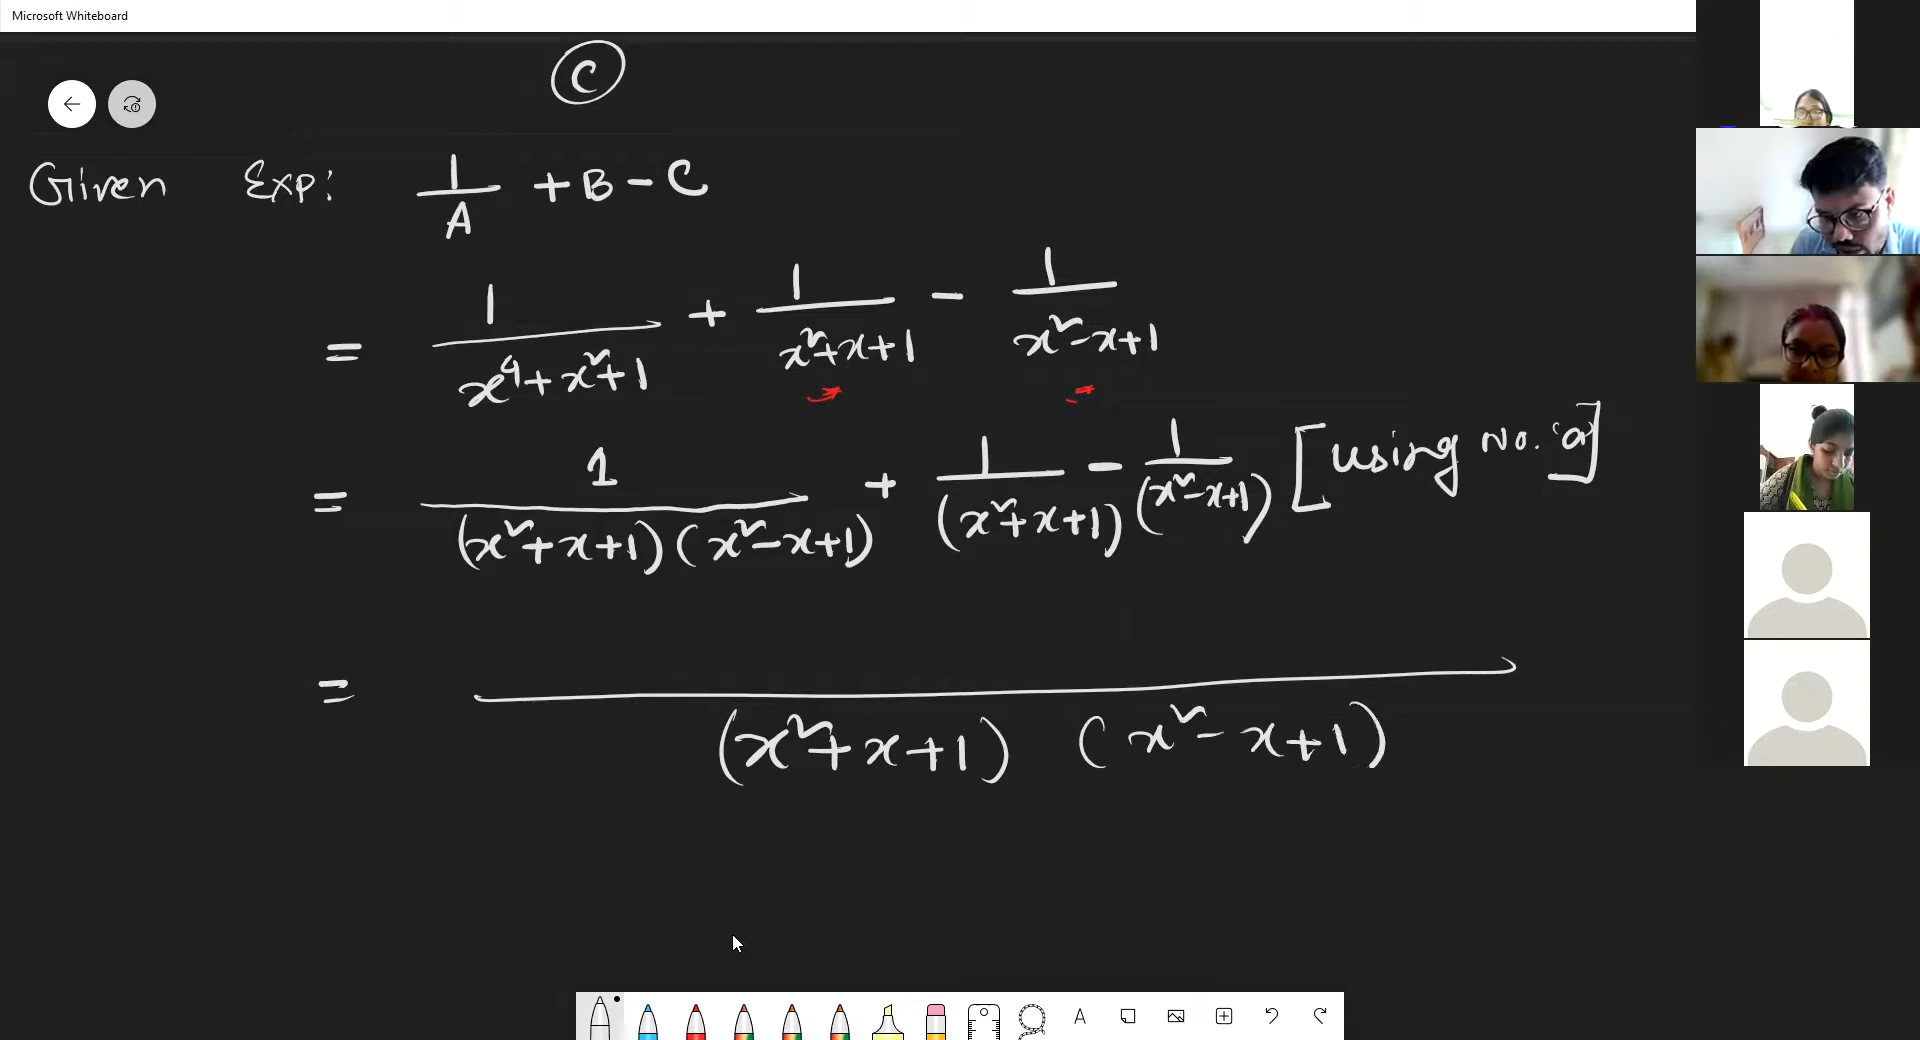 Microsoft Whiteboard
C
Given Exp: 1/A + B - C
= 1/(x⁴ + x² + 1) + 1/(x² + x + 1) - 1/(x² - x + 1)
= 1/((x² + x + 1)(x² - x + 1)) + 1/(x² + x + 1) - 1/(x² - x + 1) [using No. 'a']
= /((x² + x + 1) (x² - x + 1))
A